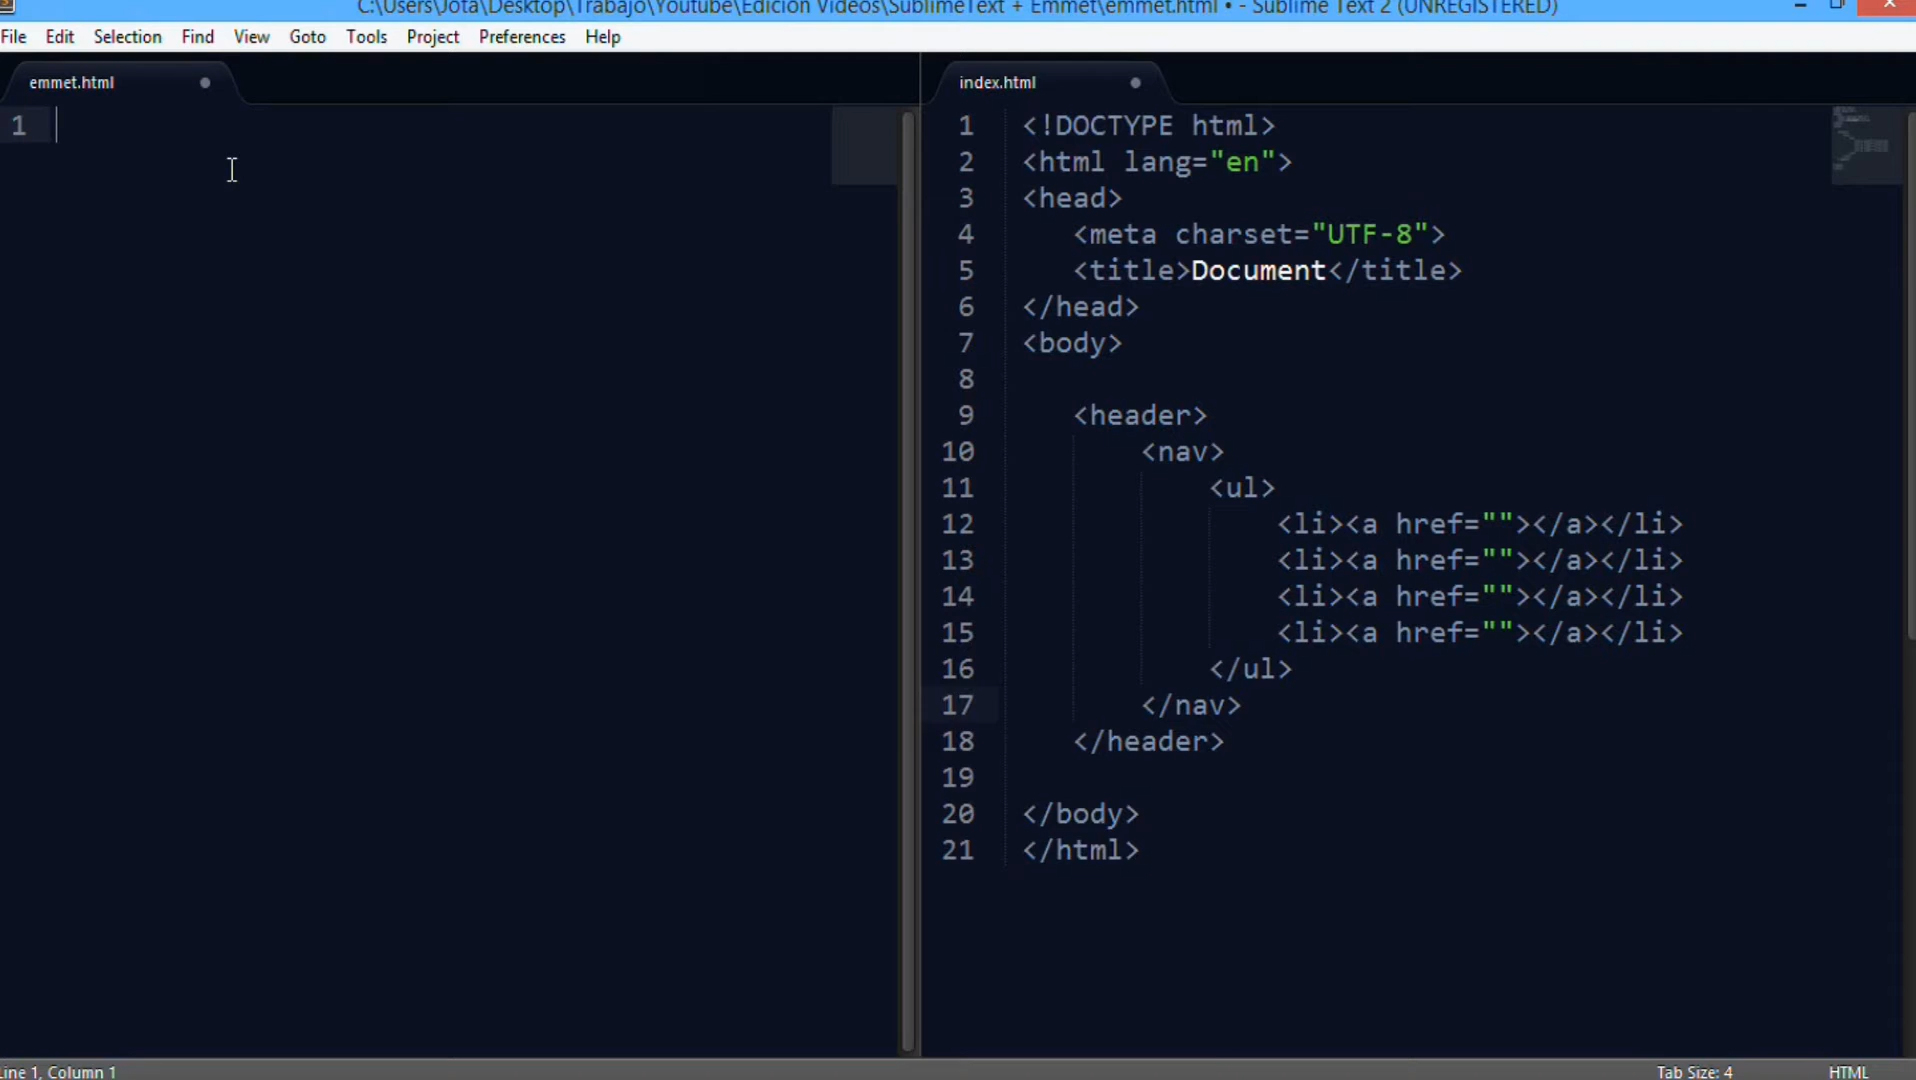 C:\Users\Jota\Desktop\Trabajo\Youtube\Edicion Videos\SublimeText + Emmet\emmet.html • - Sublime Text 2 (UNREGISTERED)
File Edit Selection Find View Goto Tools Project Preferences Help
emmet.html
1
index.html
1 <!DOCTYPE html>
2 <html lang="en">
3 <head>
4 <meta charset="UTF-8">
5 <title>Document</title>
6 </head>
7 <body>
8
9 <header>
10 <nav>
11 <ul>
12 <li><a href=""></a></li>
13 <li><a href=""></a></li>
14 <li><a href=""></a></li>
15 <li><a href=""></a></li>
16 </ul>
17 </nav>
18 </header>
19
20 </body>
21 </html>
Line 1, Column 1
Tab Size: 4 HTML